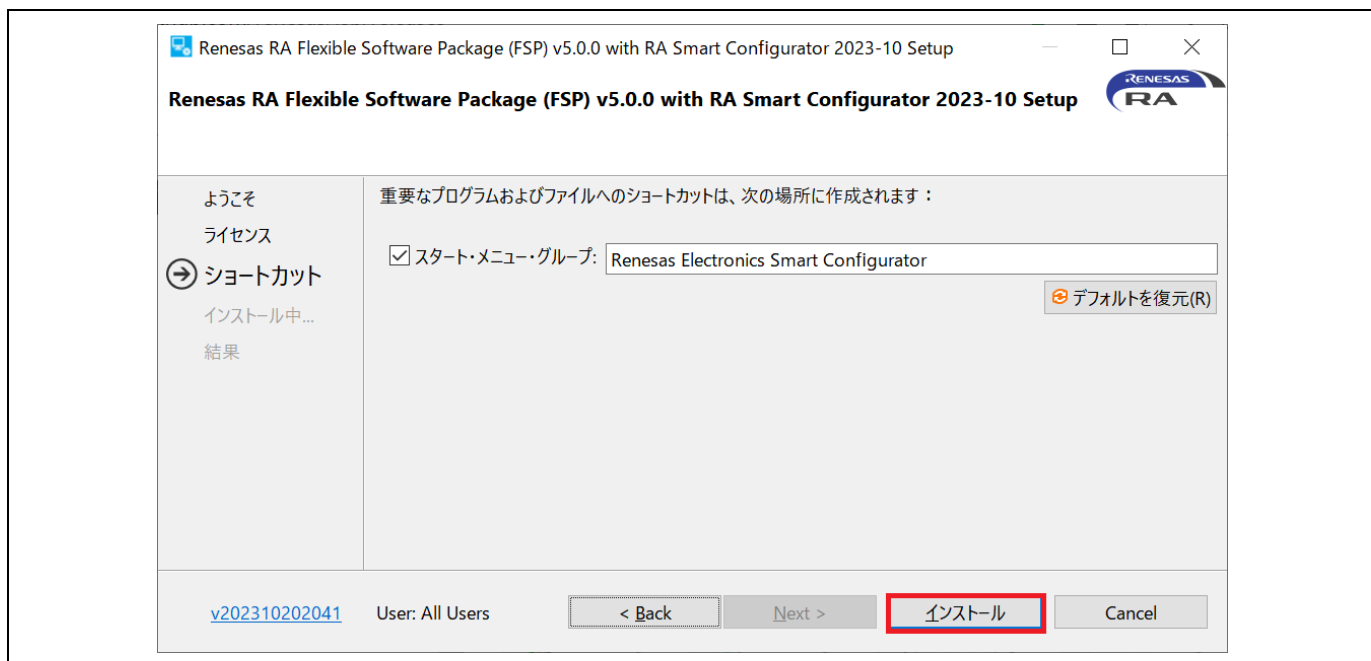 Renesas RA Flexible Software Package (FSP) v5.0.0 with RA Smart Configurator 2023-10 Setup
Renesas RA Flexible Software Package (FSP) v5.0.0 with RA Smart Configurator 2023-10 Setup
RENESAS
RA
ようこそ
ライセンス
ショートカット
インストール中...
結果
重要なプログラムおよびファイルへのショートカットは、次の場所に作成されます：
スタート・メニュー・グループ: Renesas Electronics Smart Configurator
デフォルトを復元(R)
v202310202041 User: All Users < Back Next > インストール Cancel